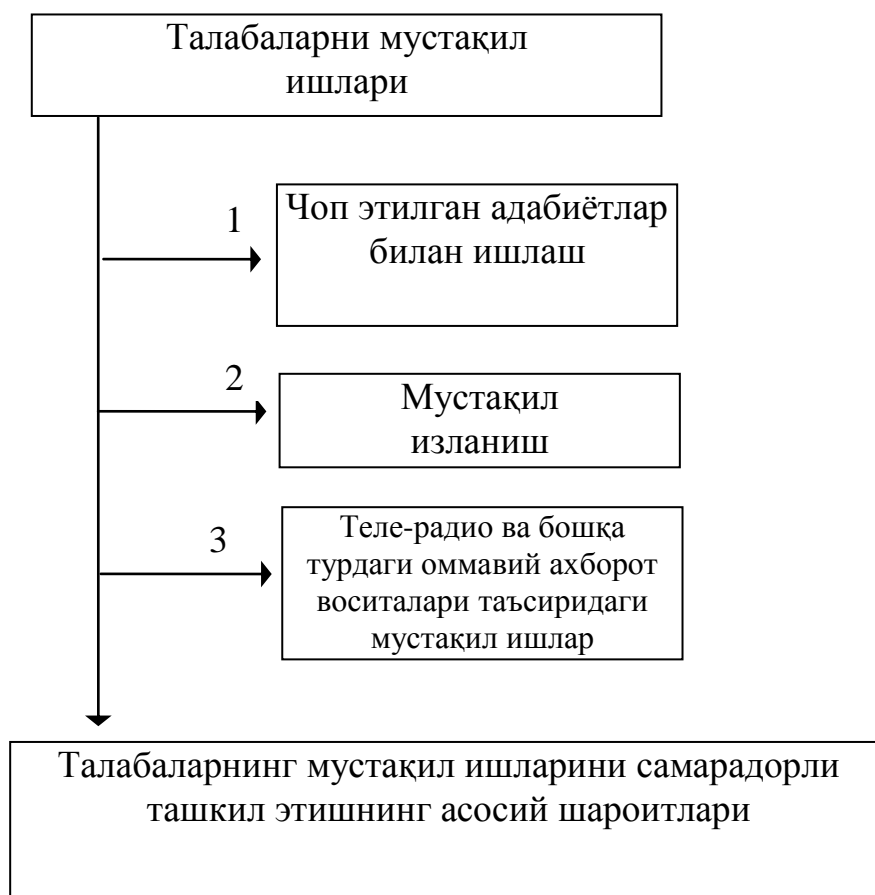 Талабаларни мустақил
ишлари
1
Чоп этилган адабиётлар
билан ишлаш
2
Мустақил
изланиш
3
Теле-радио ва бошқа
турдаги оммавий ахборот
воситалари таъсиридаги
мустақил ишлар
Талабаларнинг мустақил ишларини самарадорли
ташкил этишнинг асосий шароитлари